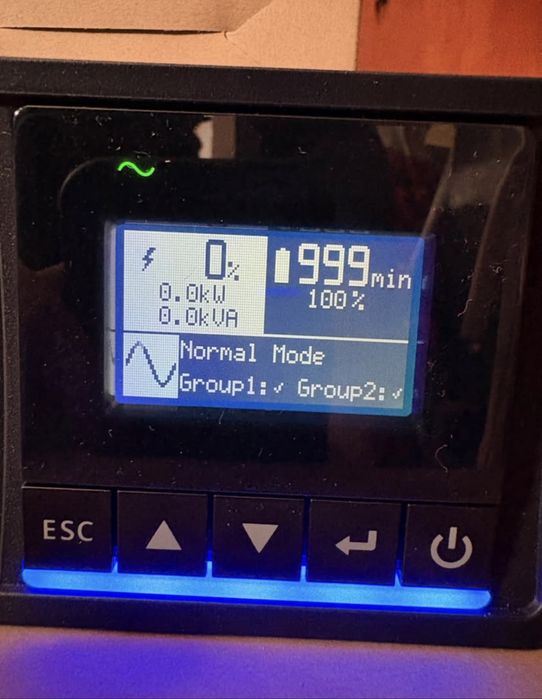 0%
0.0kW
0.0kVA
999min
100%
Normal Mode
Group1:✓ Group2:✓
ESC